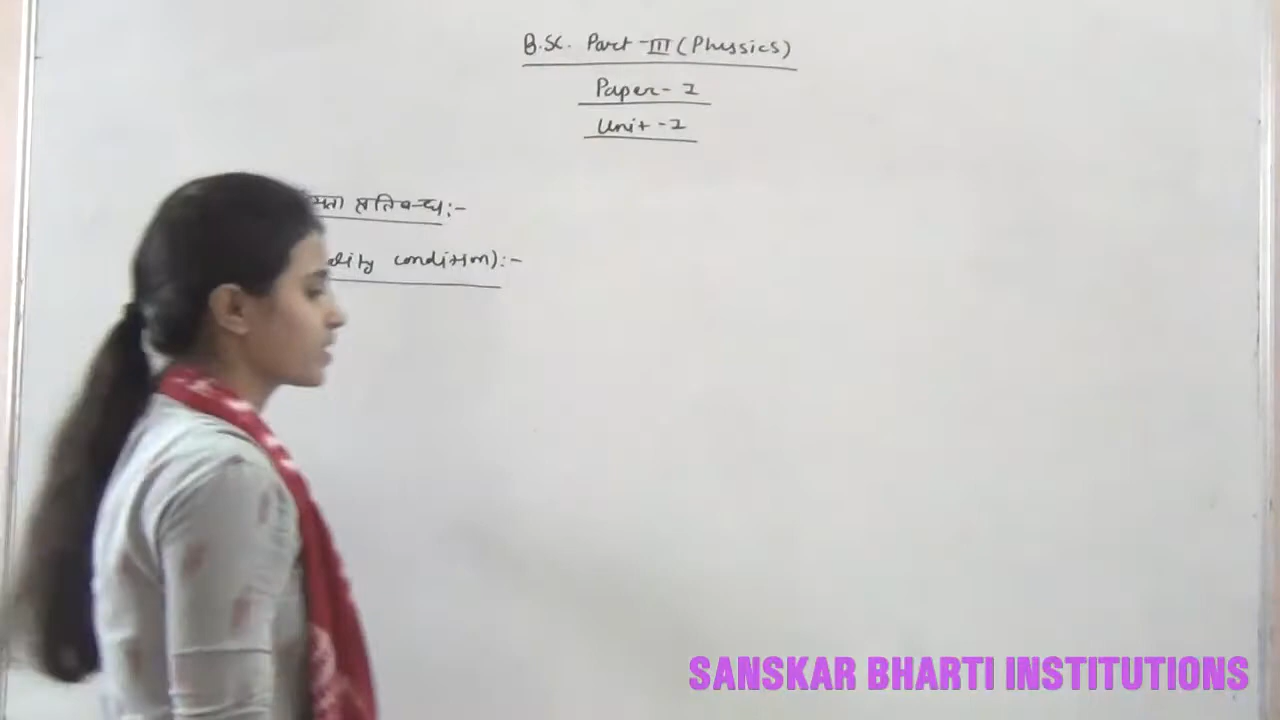 B.Sc. Part-III (Physics)
Paper-I
Unit-I
प्रतिबन्ध:-
condition):-
SANSKAR BHARTI INSTITUTIONS